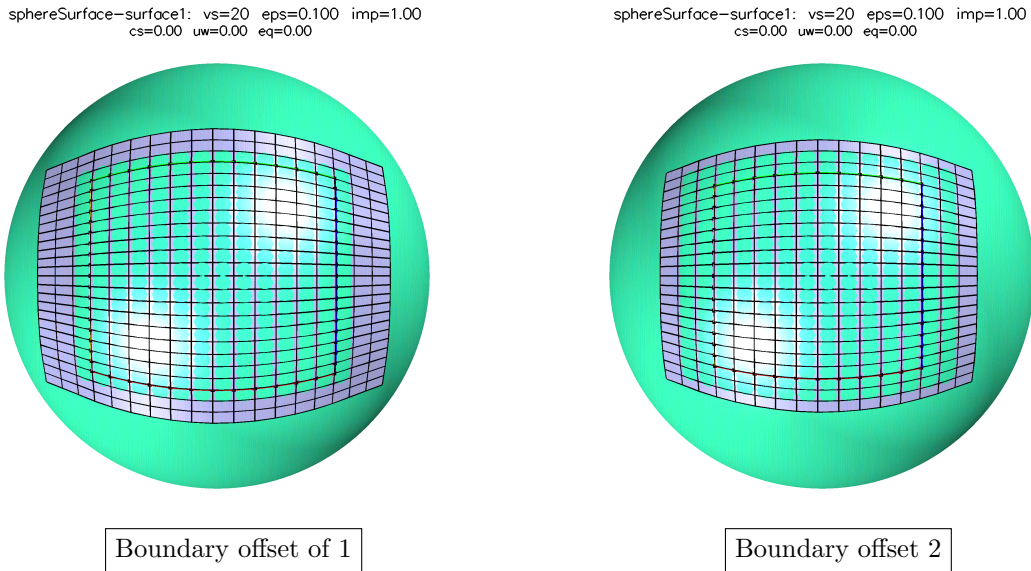 sphereSurface-surface1: vs=20 eps=0.100 imp=1.00
cs=0.00 uw=0.00 eq=0.00
sphereSurface-surface1: vs=20 eps=0.100 imp=1.00
cs=0.00 uw=0.00 eq=0.00
Boundary offset of 1
Boundary offset 2